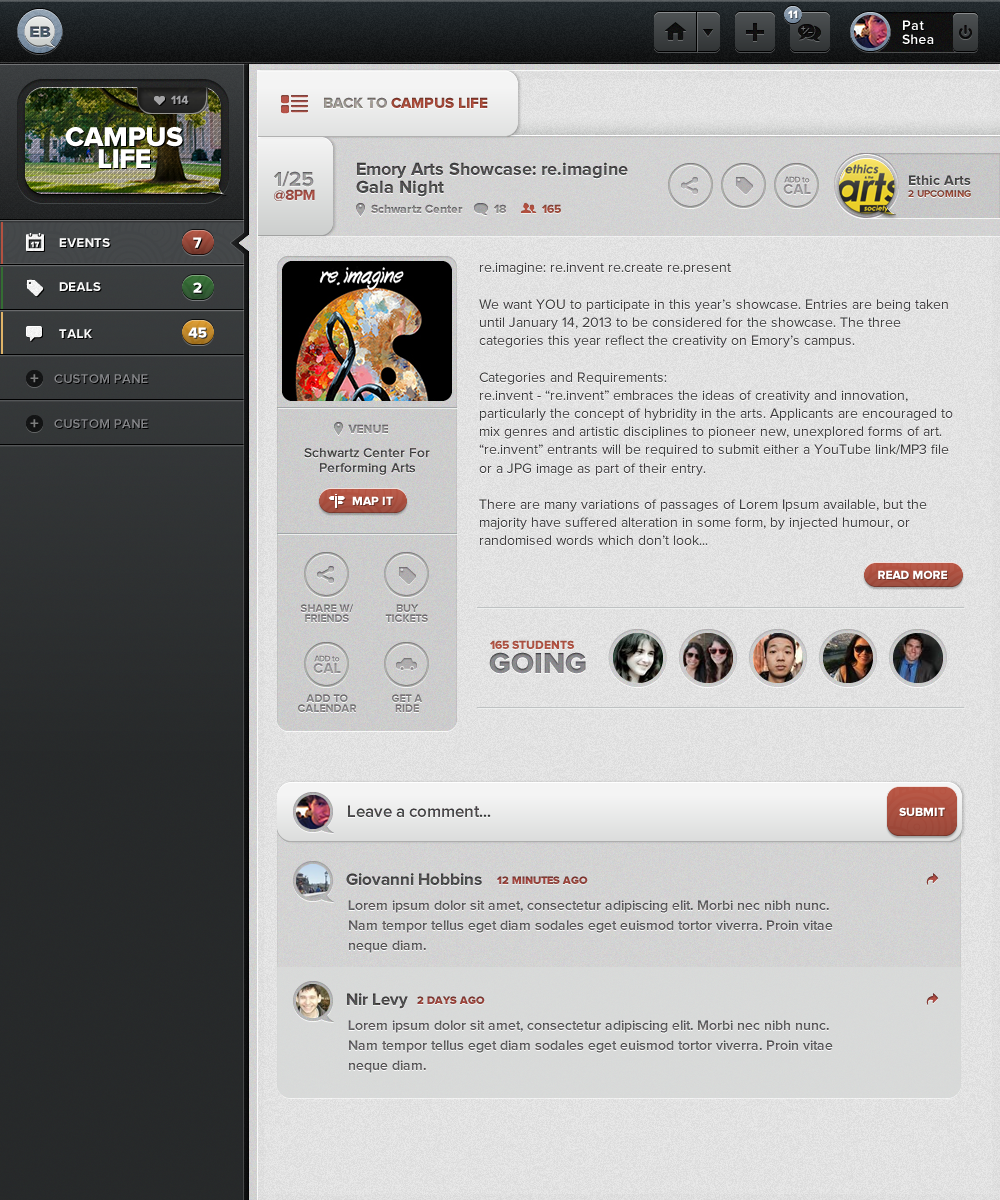 EB
11
Pat
Shea
114
CAMPUS
LIFE
17
EVENTS
7
DEALS
2
TALK
45
CUSTOM PANE
CUSTOM PANE
BACK TO CAMPUS LIFE
1/25
@8PM
Emory Arts Showcase: re.imagine
Gala Night
Schwartz Center
18
165
ADD to
CAL
ethics
arts
society
Ethic Arts
2 UPCOMING
re.imagine
VENUE
Schwartz Center For
Performing Arts
MAP IT
SHARE W/
FRIENDS
BUY
TICKETS
ADD to
CAL
ADD TO
CALENDAR
GET A
RIDE
re.imagine: re.invent re.create re.present
We want YOU to participate in this year’s showcase. Entries are being taken
until January 14, 2013 to be considered for the showcase. The three
categories this year reflect the creativity on Emory’s campus.
Categories and Requirements:
re.invent - “re.invent” embraces the ideas of creativity and innovation,
particularly the concept of hybridity in the arts. Applicants are encouraged to
mix genres and artistic disciplines to pioneer new, unexplored forms of art.
“re.invent” entrants will be required to submit either a YouTube link/MP3 file
or a JPG image as part of their entry.
There are many variations of passages of Lorem Ipsum available, but the
majority have suffered alteration in some form, by injected humour, or
randomised words which don’t look...
READ MORE
165 STUDENTS
GOING
Leave a comment...
SUBMIT
Giovanni Hobbins
12 MINUTES AGO
Lorem ipsum dolor sit amet, consectetur adipiscing elit. Morbi nec nibh nunc.
Nam tempor tellus eget diam sodales eget euismod tortor viverra. Proin vitae
neque diam.
Nir Levy
2 DAYS AGO
Lorem ipsum dolor sit amet, consectetur adipiscing elit. Morbi nec nibh nunc.
Nam tempor tellus eget diam sodales eget euismod tortor viverra. Proin vitae
neque diam.